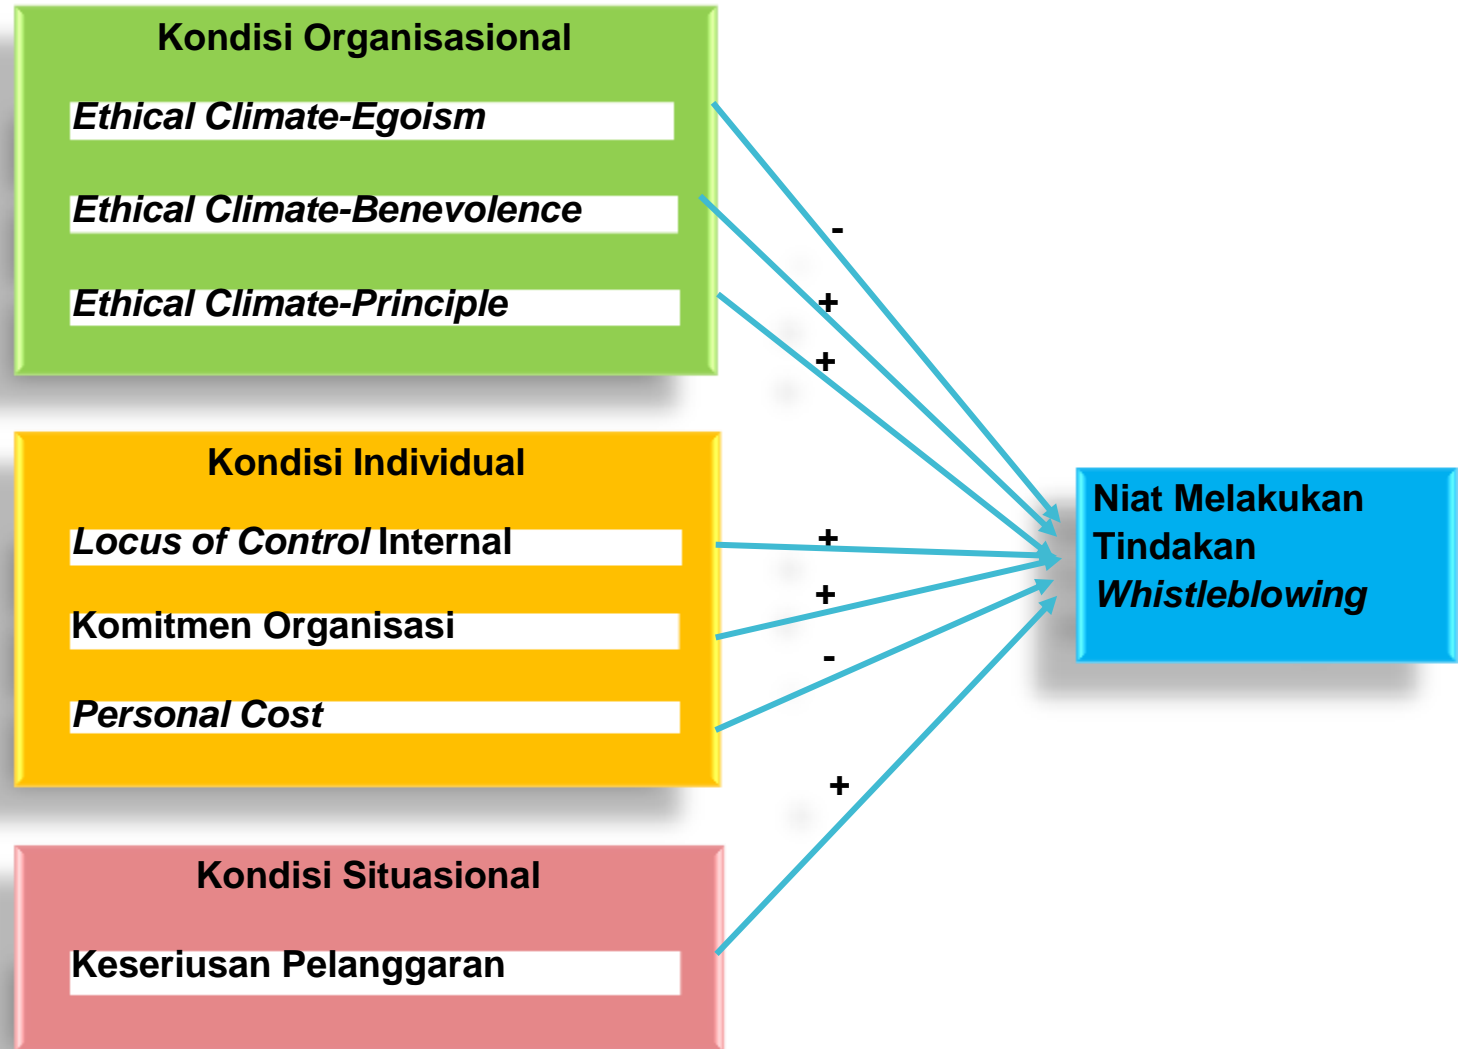 Kondisi Organisasional
Ethical Climate-Egoism
Ethical Climate-Benevolence
Ethical Climate-Principle
-
+
+
Kondisi Individual
Locus of Control Internal
Komitmen Organisasi
Personal Cost
+
+
-
Kondisi Situasional
Keseriusan Pelanggaran
+
Niat Melakukan
Tindakan
Whistleblowing